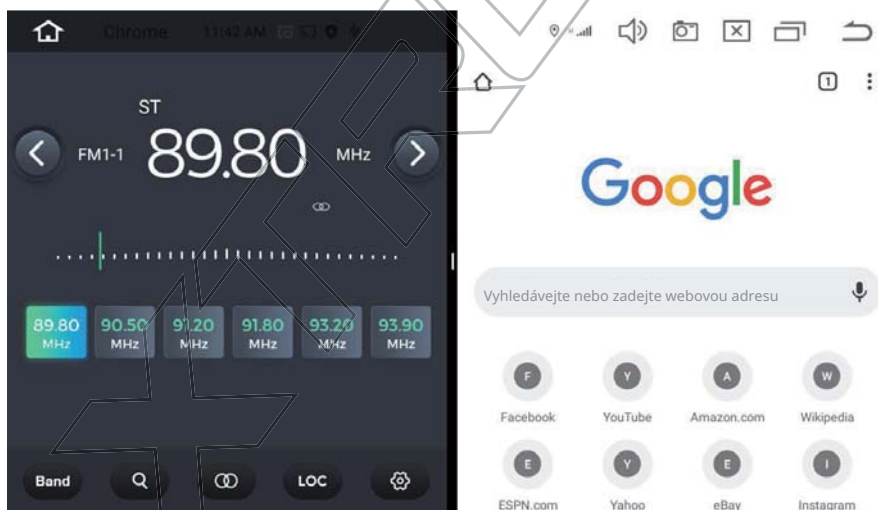 Chrome 11:42 AM
ST
FM1-1 89.80 MHz
89.80 MHz
90.50 MHz
91.20 MHz
91.80 MHz
93.20 MHz
93.90 MHz
Band
LOC
1
Google
Vyhledávejte nebo zadejte webovou adresu
F
Y
A
W
Facebook
YouTube
Amazon.com
Wikipedia
E
Y
E
I
ESPN.com
Yahoo
eBay
Instagram